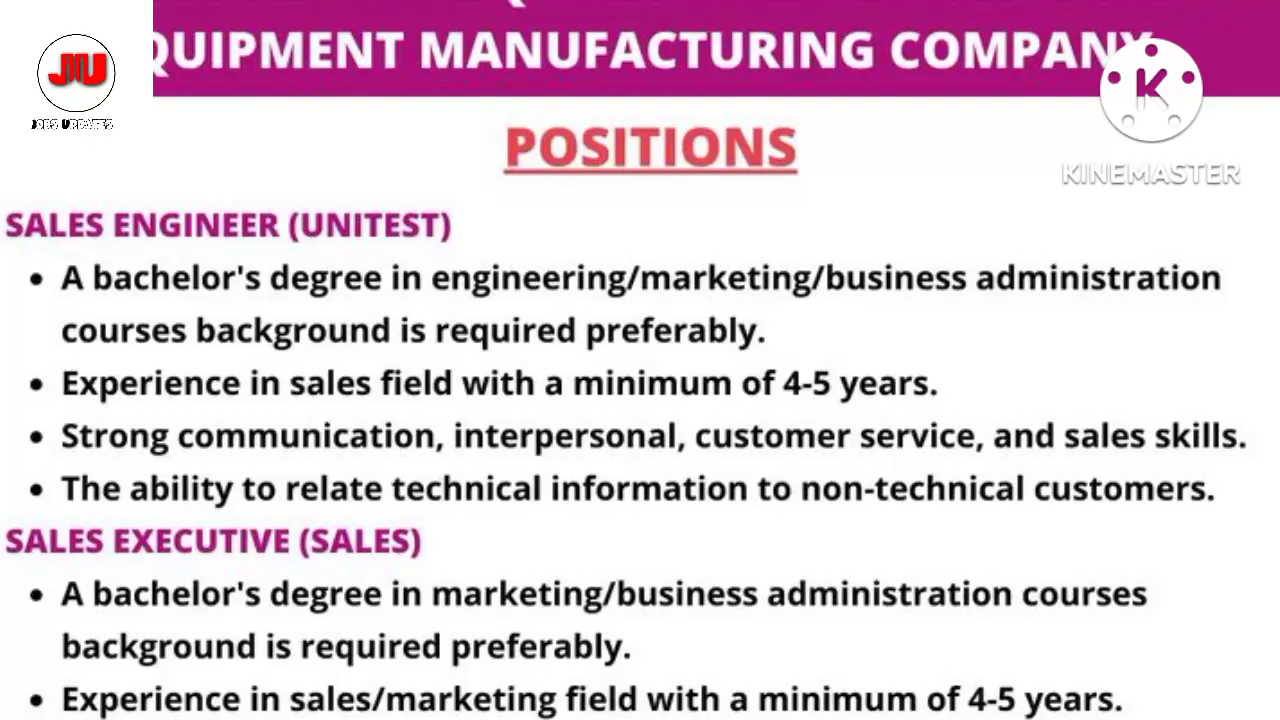 QUIPMENT MANUFACTURING COMPANY
JU
JOBS UPDATES
K
KINEMASTER
POSITIONS
SALES ENGINEER (UNITEST)
• A bachelor's degree in engineering/marketing/business administration
courses background is required preferably.
• Experience in sales field with a minimum of 4-5 years.
• Strong communication, interpersonal, customer service, and sales skills.
• The ability to relate technical information to non-technical customers.
SALES EXECUTIVE (SALES)
• A bachelor's degree in marketing/business administration courses
background is required preferably.
• Experience in sales/marketing field with a minimum of 4-5 years.